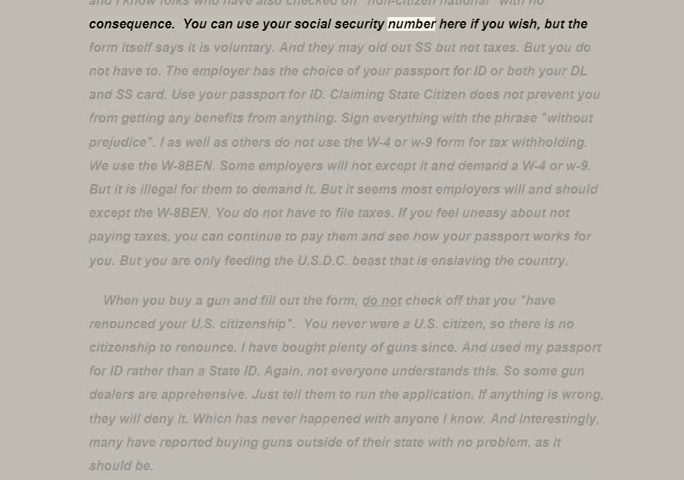 and I know folks who have also checked off "non-citizen national" with no
consequence. You can use your social security number here if you wish, but the
form itself says it is voluntary. And they may old out SS but not taxes. But you do
not have to. The employer has the choice of your passport for ID or both your DL
and SS card. Use your passport for ID. Claiming State Citizen does not prevent you
from getting any benefits from anything. Sign everything with the phrase "without
prejudice". I as well as others do not use the W-4 or w-9 form for tax withholding.
We use the W-8BEN. Some employers will not except it and demand a W-4 or w-9.
But it is illegal for them to demand it. But it seems most employers will and should
except the W-8BEN. You do not have to file taxes. If you feel uneasy about not
paying taxes, you can continue to pay them and see how your passport works for
you. But you are only feeding the U.S.D.C. beast that is enslaving the country.
When you buy a gun and fill out the form, do not check off that you "have
renounced your U.S. citizenship". You never were a U.S. citizen, so there is no
citizenship to renounce. I have bought plenty of guns since. And used my passport
for ID rather than a State ID. Again, not everyone understands this. So some gun
dealers are apprehensive. Just tell them to run the application. If anything is wrong,
they will deny it. Which has never happened with anyone I know. And interestingly,
many have reported buying guns outside of their state with no problem, as it
should be.